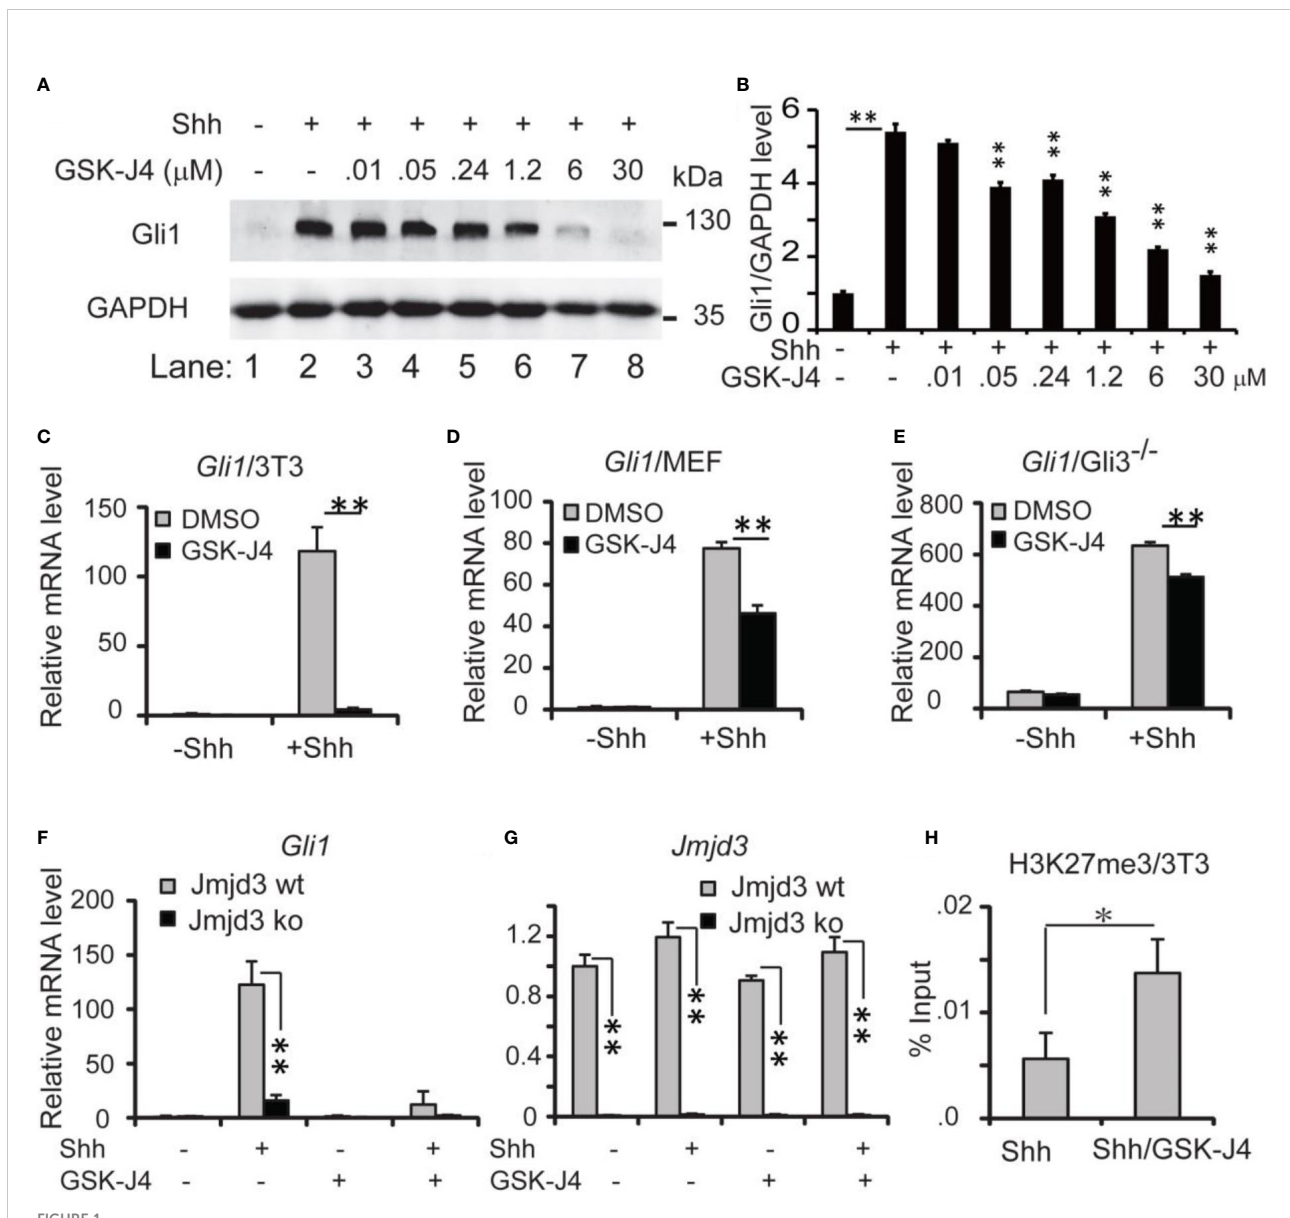 A
Shh - + + + + + + +
GSK-J4 (μM) - - .01 .05 .24 1.2 6 30 kDa
Gli1 130
GAPDH 35
Lane: 1 2 3 4 5 6 7 8
B
Gli1/GAPDH level
6
4
2
0
** ** ** ** ** **
Shh - + + + + + + +
GSK-J4 - - .01 .05 .24 1.2 6 30 μM
C
Gli1/3T3
Relative mRNA level
150
100
50
0
DMSO
GSK-J4
**
-Shh +Shh
D
Gli1/MEF
Relative mRNA level
100
80
60
40
20
0
DMSO
GSK-J4
**
-Shh +Shh
E
Gli1/Gli3-/-
Relative mRNA level
800
600
400
200
0
DMSO
GSK-J4
**
-Shh +Shh
F
Gli1
Relative mRNA level
200
150
100
50
0
Jmjd3 wt
Jmjd3 ko
**
Shh - + - +
GSK-J4 - - + +
G
Jmjd3
1.2
0.8
0.4
0
Jmjd3 wt
Jmjd3 ko
** ** ** **
Shh - + - +
GSK-J4 - - + +
H
H3K27me3/3T3
% Input
.02
.01
.0
*
Shh Shh/GSK-J4
FIGURE 1